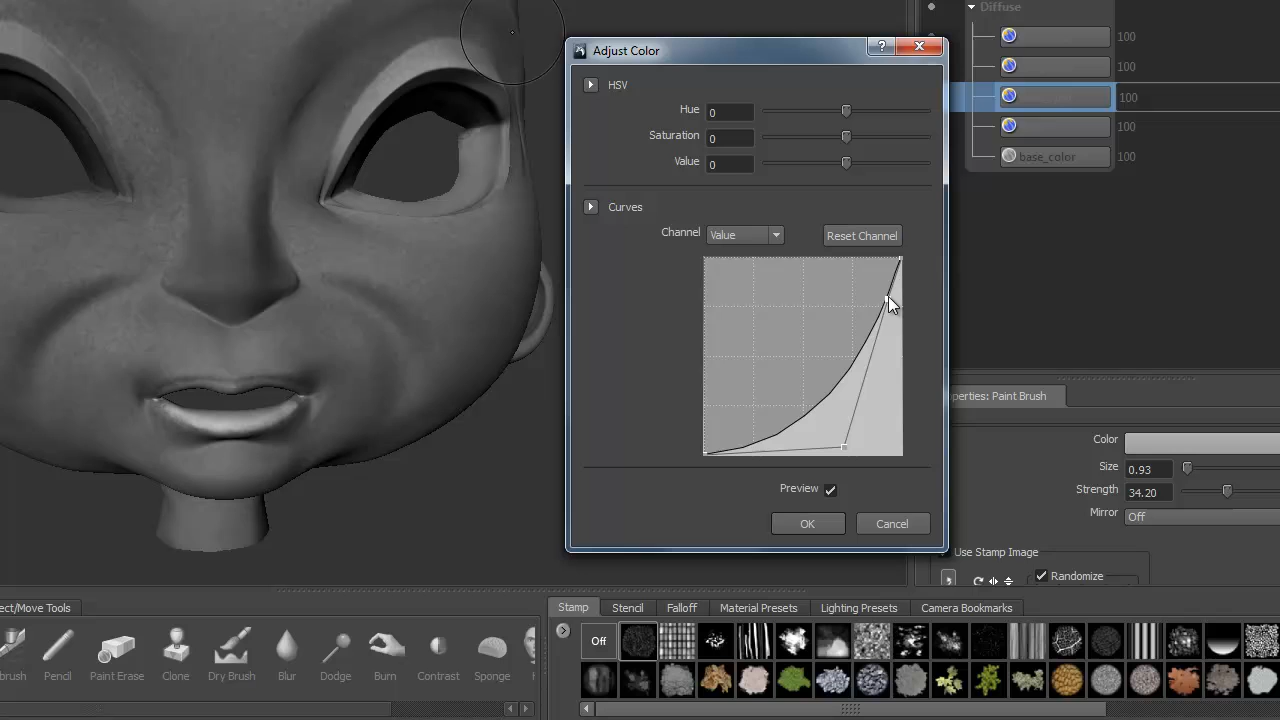 Diffuse
100
100
100
100
base_color 100
Adjust Color
?
HSV
Hue 0
Saturation 0
Value 0
Curves
Channel Value Reset Channel
Preview
OK Cancel
operties: Paint Brush
Color
Size 0.93
Strength 34.20
Mirror Off
Use Stamp Image
Randomize
ect/Move Tools
brush Pencil Paint Erase Clone Dry Brush Blur Dodge Burn Contrast Sponge
Stamp Stencil Falloff Material Presets Lighting Presets Camera Bookmarks
Off